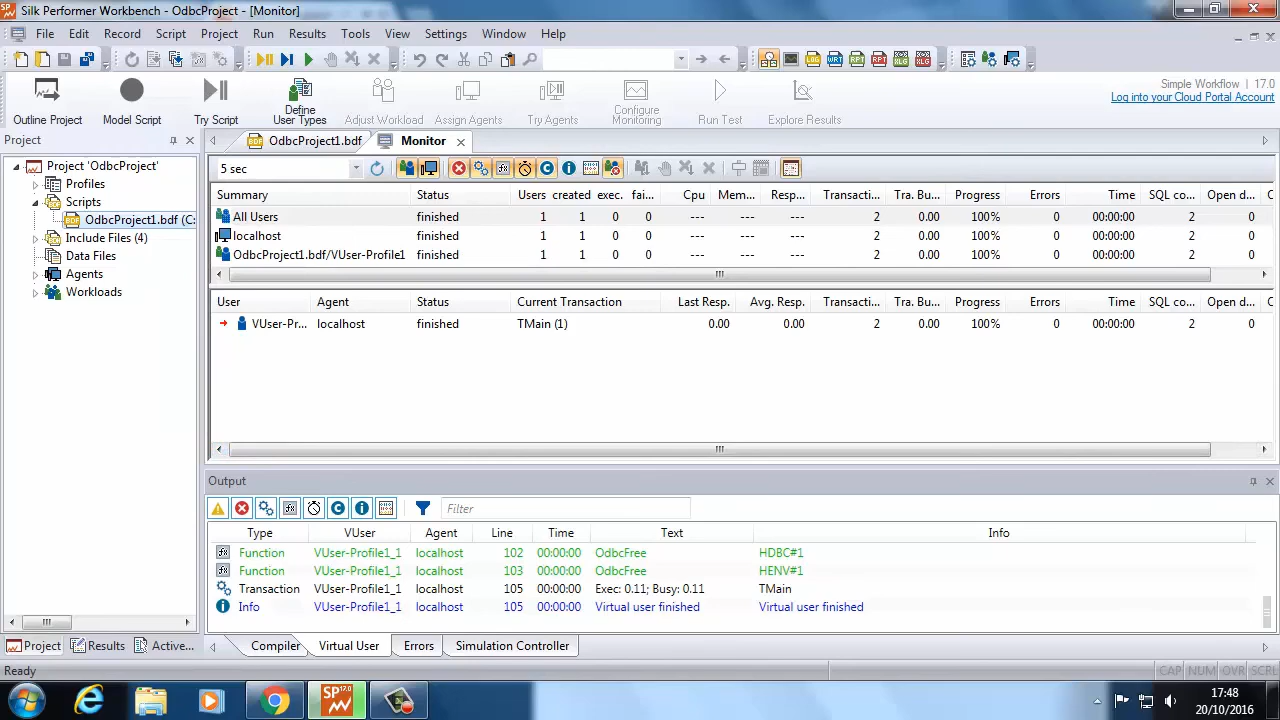 Silk Performer Workbench - OdbcProject - [Monitor]
File Edit Record Script Project Run Results Tools View Settings Window Help
Simple Workflow | 17.0
Log into your Cloud Portal Account
Outline Project Model Script Try Script Define User Types Adjust Workload Assign Agents Try Agents Configure Monitoring Run Test Explore Results
Project
OdbcProject1.bdf Monitor
Project 'OdbcProject'
Profiles
Scripts
OdbcProject1.bdf (C:
Include Files (4)
Data Files
Agents
Workloads
5 sec
Summary Status Users created exec. fai... Cpu Mem... Resp... Transacti... Tra. Bu... Progress Errors Time SQL co... Open d...
All Users finished 1 1 0 0 --- --- --- 2 0.00 100% 0 00:00:00 2 0
localhost finished 1 1 0 0 --- --- --- 2 0.00 100% 0 00:00:00 2 0
OdbcProject1.bdf/VUser-Profile1 finished 1 1 0 0 --- --- --- 2 0.00 100% 0 00:00:00 2 0
User Agent Status Current Transaction Last Resp. Avg. Resp. Transacti... Tra. Bu... Progress Errors Time SQL co... Open d...
VUser-Pr... localhost finished TMain (1) 0.00 0.00 2 0.00 100% 0 00:00:00 2 0
Output
Filter
Type VUser Agent Line Time Text Info
Function VUser-Profile1_1 localhost 102 00:00:00 OdbcFree HDBC#1
Function VUser-Profile1_1 localhost 103 00:00:00 OdbcFree HENV#1
Transaction VUser-Profile1_1 localhost 105 00:00:00 Exec: 0.11; Busy: 0.11 TMain
Info VUser-Profile1_1 localhost 105 00:00:00 Virtual user finished Virtual user finished
Project Results Active...
Compiler Virtual User Errors Simulation Controller
Ready
CAP NUM OVR SCRL
SP 17.0
17:48
20/10/2016